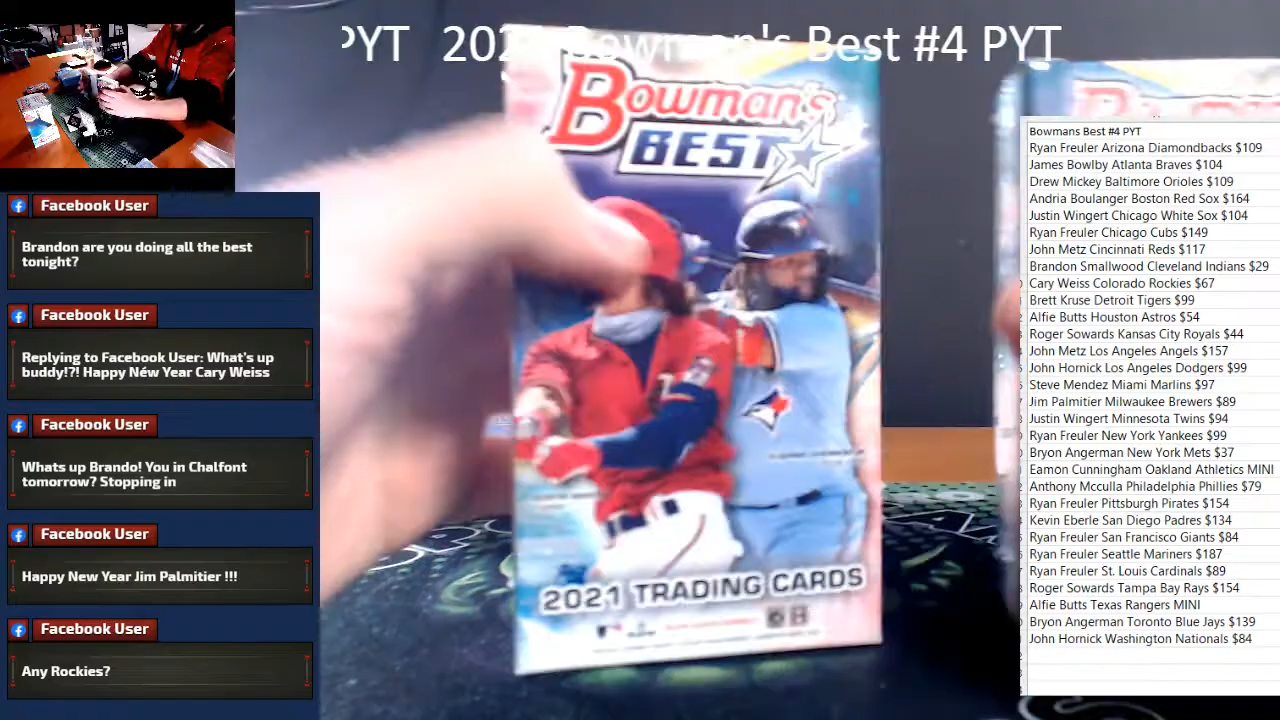 PYT 202 Bowman's Best #4 PYT
Bowman's
BEST
2021 TRADING CARDS
Facebook User
Brandon are you doing all the best
tonight?
Facebook User
Replying to Facebook User: What's up
buddy!?! Happy Néw Year Cary Weiss
Facebook User
Whats up Brando! You in Chalfont
tomorrow? Stopping in
Facebook User
Happy New Year Jim Palmitier !!!
Facebook User
Any Rockies?
Bowmans Best #4 PYT
Ryan Freuler Arizona Diamondbacks $109
James Bowlby Atlanta Braves $104
Drew Mickey Baltimore Orioles $109
Andria Boulanger Boston Red Sox $164
Justin Wingert Chicago White Sox $104
Ryan Freuler Chicago Cubs $149
John Metz Cincinnati Reds $117
Brandon Smallwood Cleveland Indians $29
Cary Weiss Colorado Rockies $67
Brett Kruse Detroit Tigers $99
Alfie Butts Houston Astros $54
Roger Sowards Kansas City Royals $44
John Metz Los Angeles Angels $157
John Hornick Los Angeles Dodgers $99
Steve Mendez Miami Marlins $97
Jim Palmitier Milwaukee Brewers $89
Justin Wingert Minnesota Twins $94
Ryan Freuler New York Yankees $99
Bryon Angerman New York Mets $37
Eamon Cunningham Oakland Athletics MINI
Anthony Mcculla Philadelphia Phillies $79
Ryan Freuler Pittsburgh Pirates $154
Kevin Eberle San Diego Padres $134
Ryan Freuler San Francisco Giants $84
Ryan Freuler Seattle Mariners $187
Ryan Freuler St. Louis Cardinals $89
Roger Sowards Tampa Bay Rays $154
Alfie Butts Texas Rangers MINI
Bryon Angerman Toronto Blue Jays $139
John Hornick Washington Nationals $84